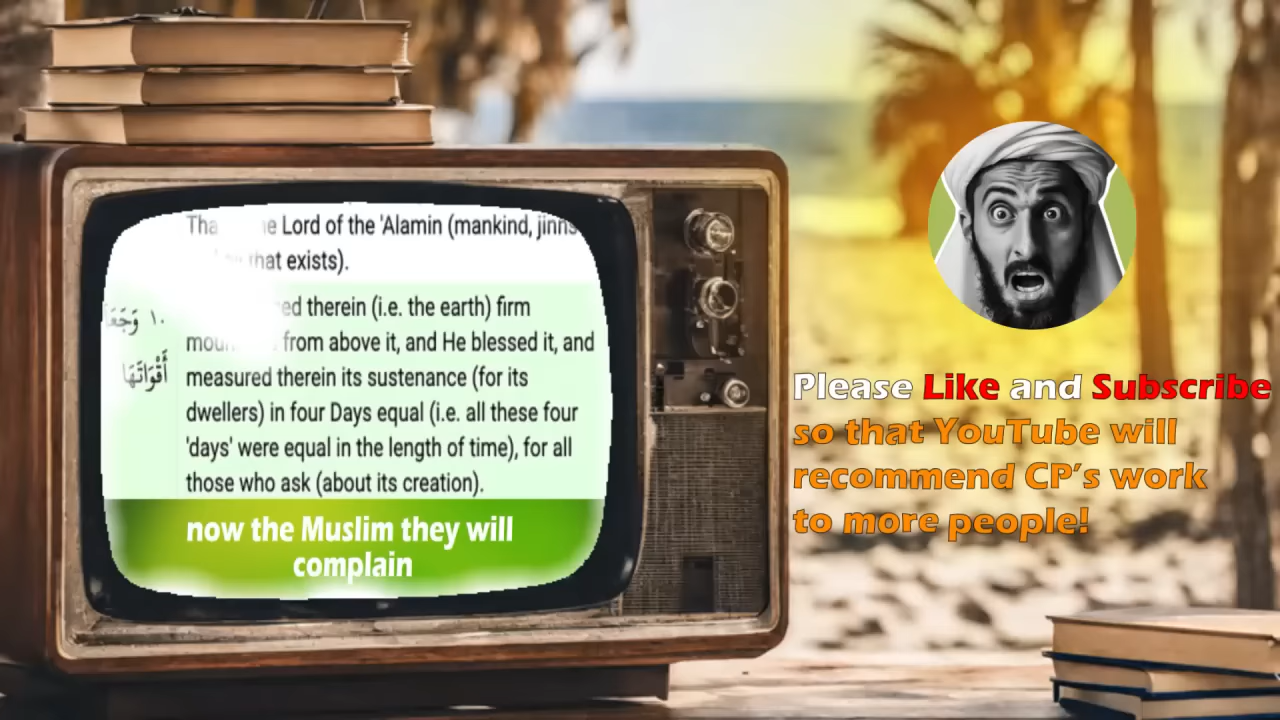 Tha e Lord of the 'Alamin (mankind, jinns
that exists).
ed therein (i.e. the earth) firm
from above it, and He blessed it, and
measured therein its sustenance (for its
dwellers) in four Days equal (i.e. all these four
'days' were equal in the length of time), for all
those who ask (about its creation).
١٠ وَجَعَ
أَقْوَاتَهَا
now the Muslim they will
complain
Please Like and Subscribe
so that YouTube will
recommend CP's work
to more people!